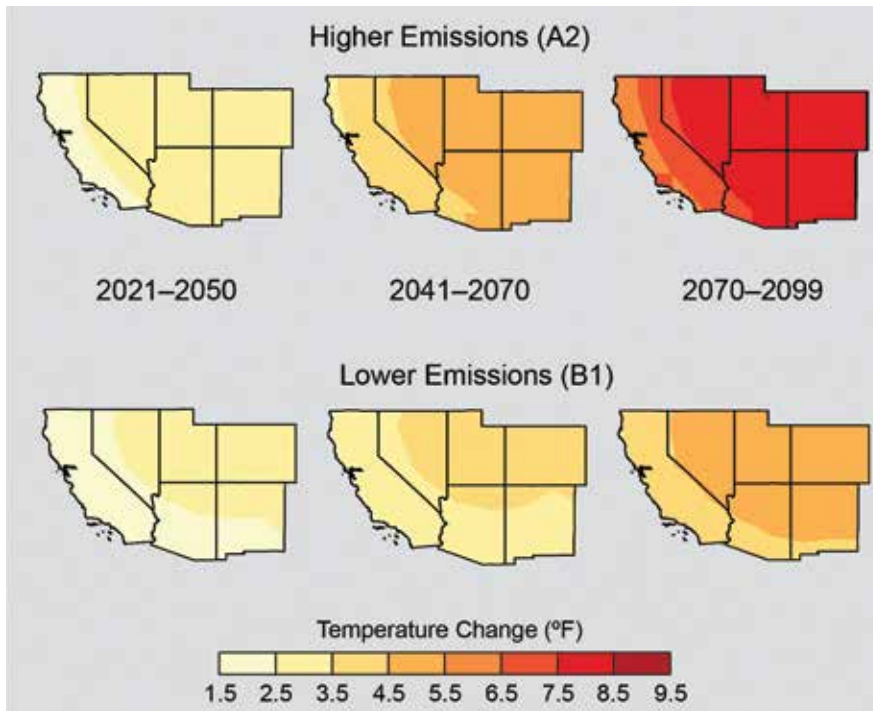 Higher Emissions (A2)
2021–2050 2041–2070 2070–2099
Lower Emissions (B1)
Temperature Change (ºF)
1.5 2.5 3.5 4.5 5.5 6.5 7.5 8.5 9.5